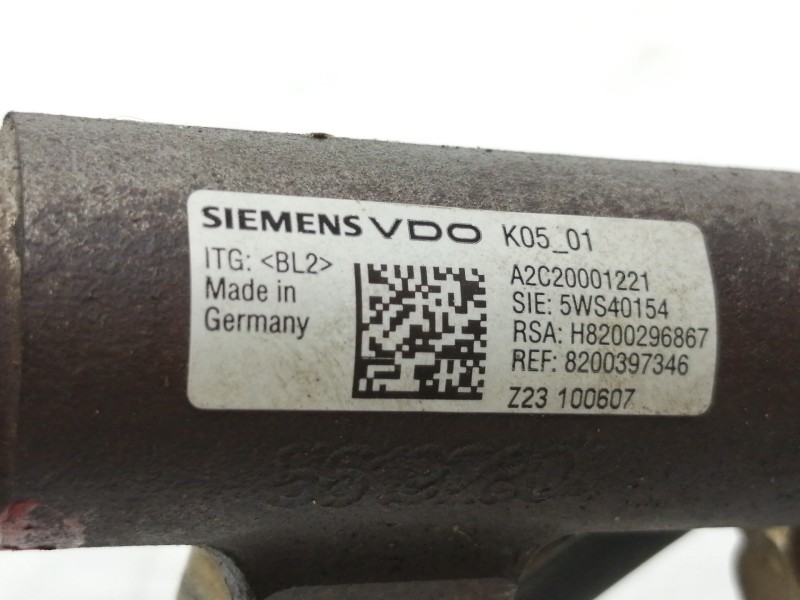 SIEMENS VDO K05_01
ITG: <BL2>
Made in
Germany
A2C20001221
SIE: 5WS40154
RSA: H8200296867
REF: 8200397346
Z23 100607